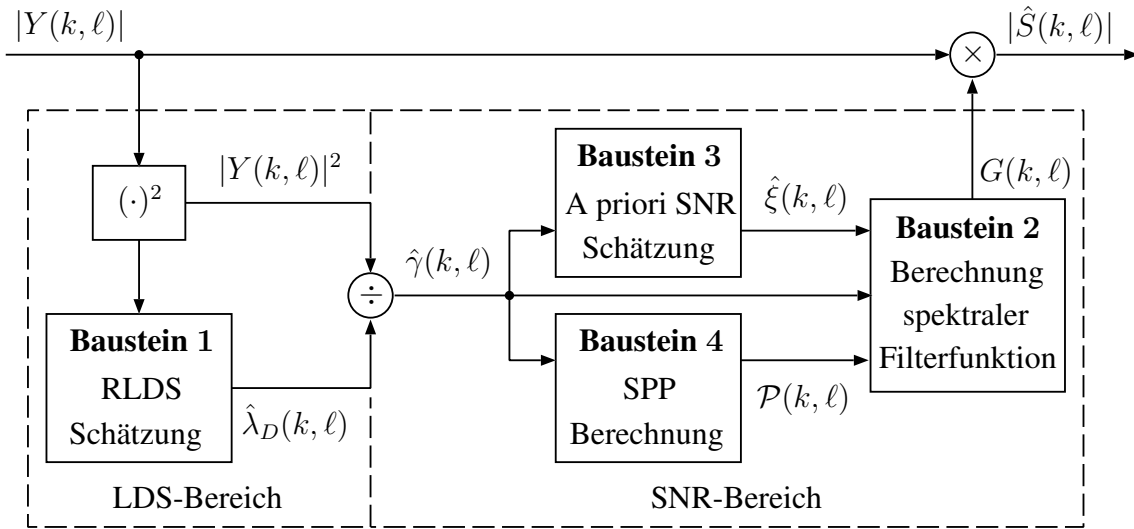 |Y(k, ℓ)|
|Ŝ(k, ℓ)|
×
(·)²
|Y(k, ℓ)|²
÷
γ̂(k, ℓ)
Baustein 1
RLDS
Schätzung
λ̂_D(k, ℓ)
LDS-Bereich
Baustein 3
A priori SNR
Schätzung
ξ̂(k, ℓ)
Baustein 4
SPP
Berechnung
𝒫(k, ℓ)
G(k, ℓ)
Baustein 2
Berechnung
spektraler
Filterfunktion
SNR-Bereich